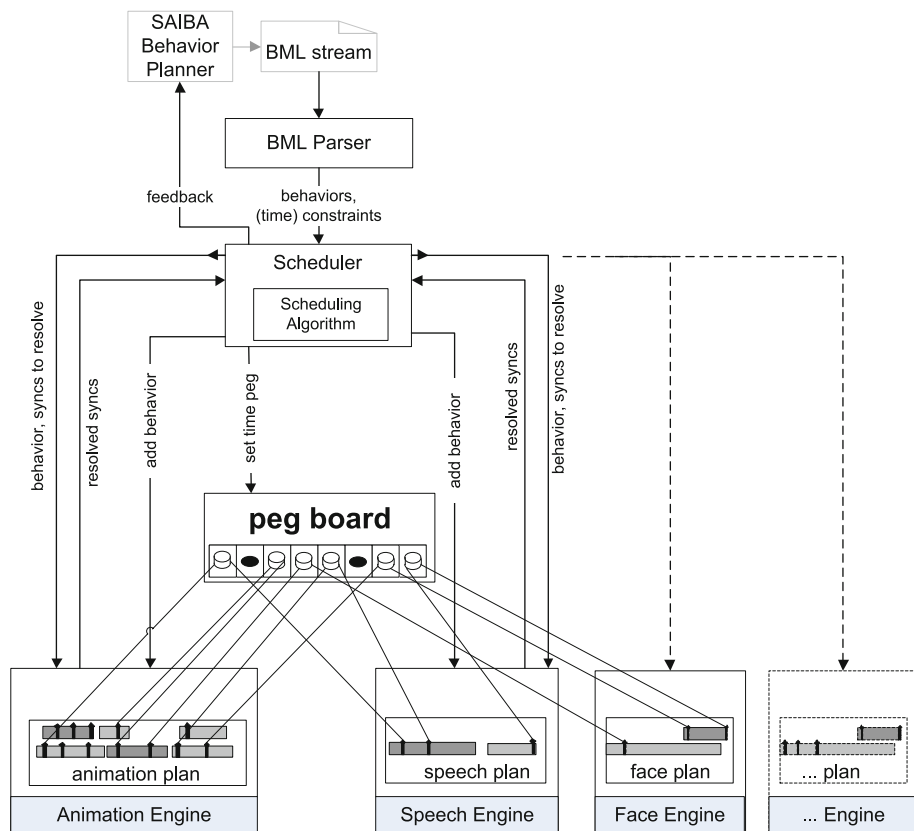 SAIBA
Behavior
Planner
BML stream
BML Parser
feedback
behaviors,
(time) constraints
Scheduler
Scheduling
Algorithm
behavior, syncs to resolve
resolved syncs
add behavior
set time peg
add behavior
resolved syncs
behavior, syncs to resolve
peg board
animation plan
speech plan
face plan
... plan
Animation Engine
Speech Engine
Face Engine
... Engine